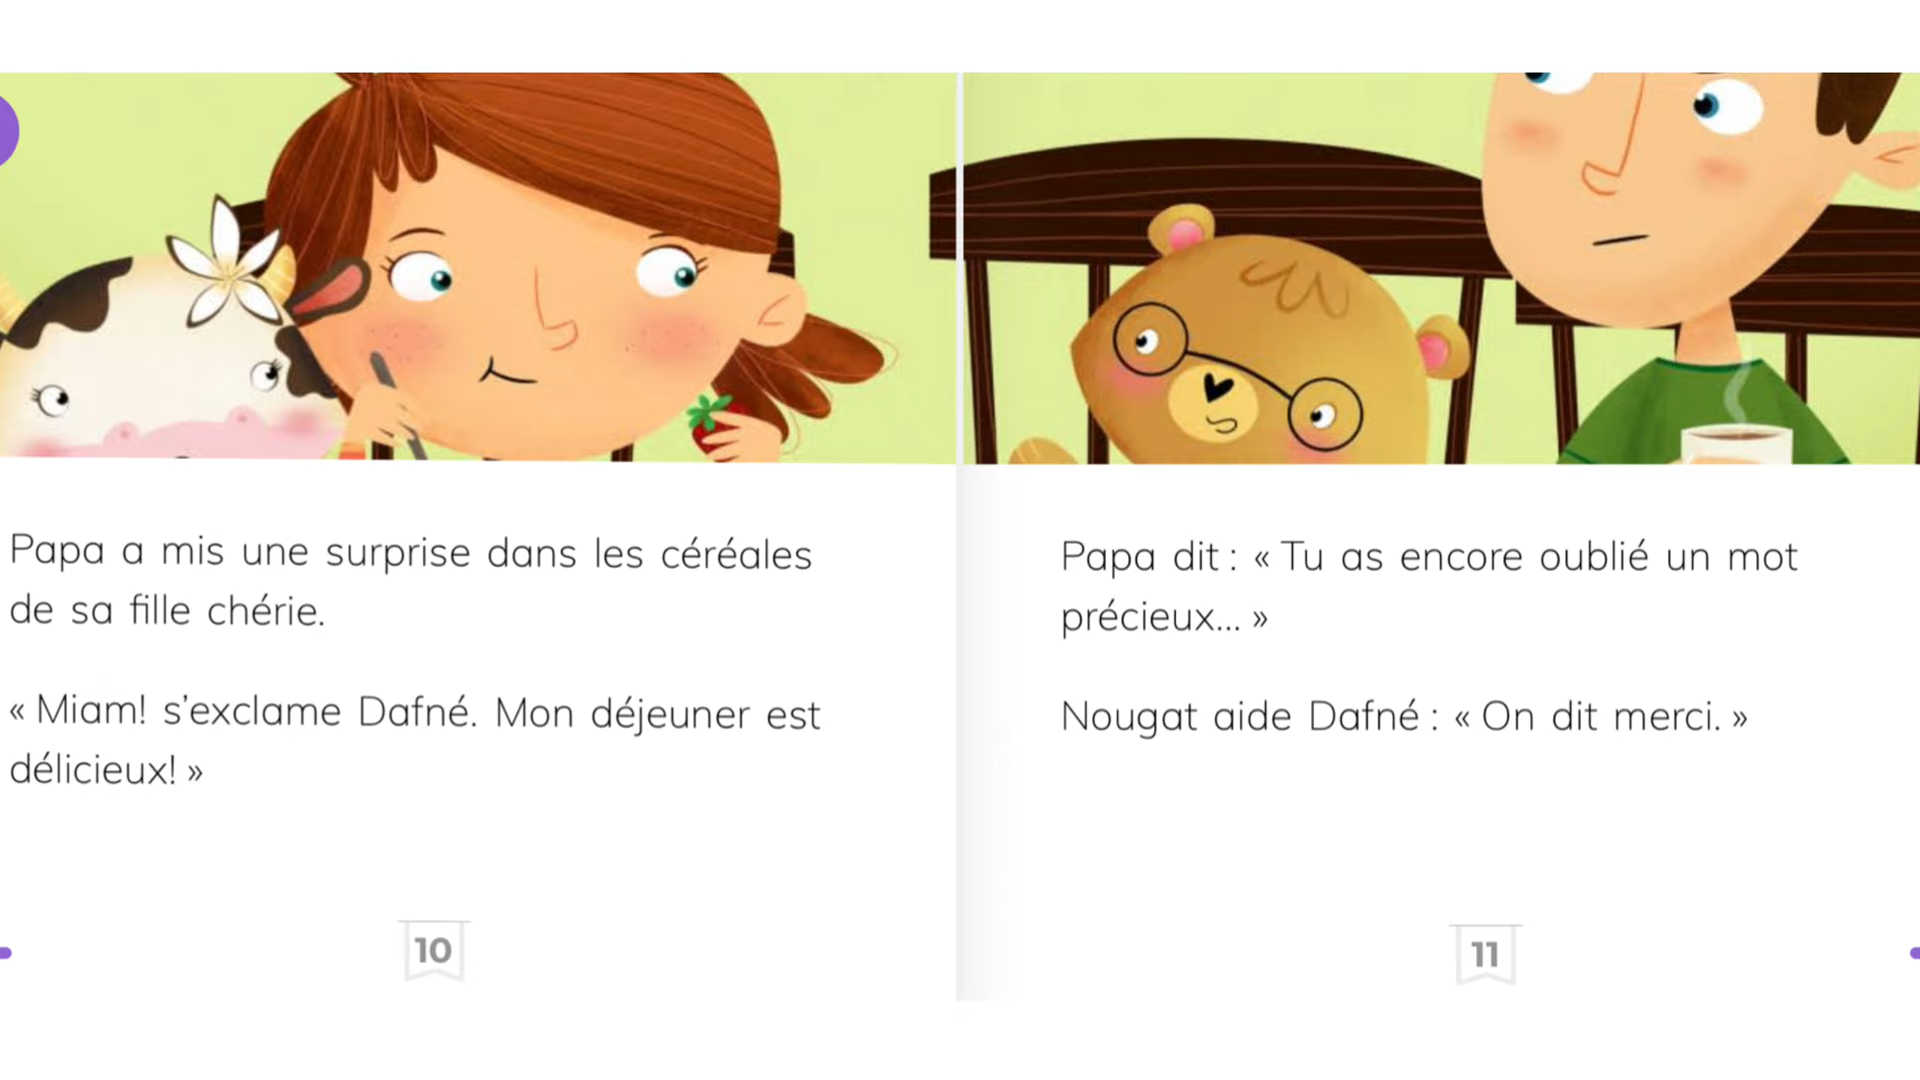 Papa a mis une surprise dans les céréales
de sa fille chérie.
« Miam! s'exclame Dafné. Mon déjeuner est
délicieux! »
10
Papa dit : « Tu as encore oublié un mot
précieux... »
Nougat aide Dafné : « On dit merci. »
11